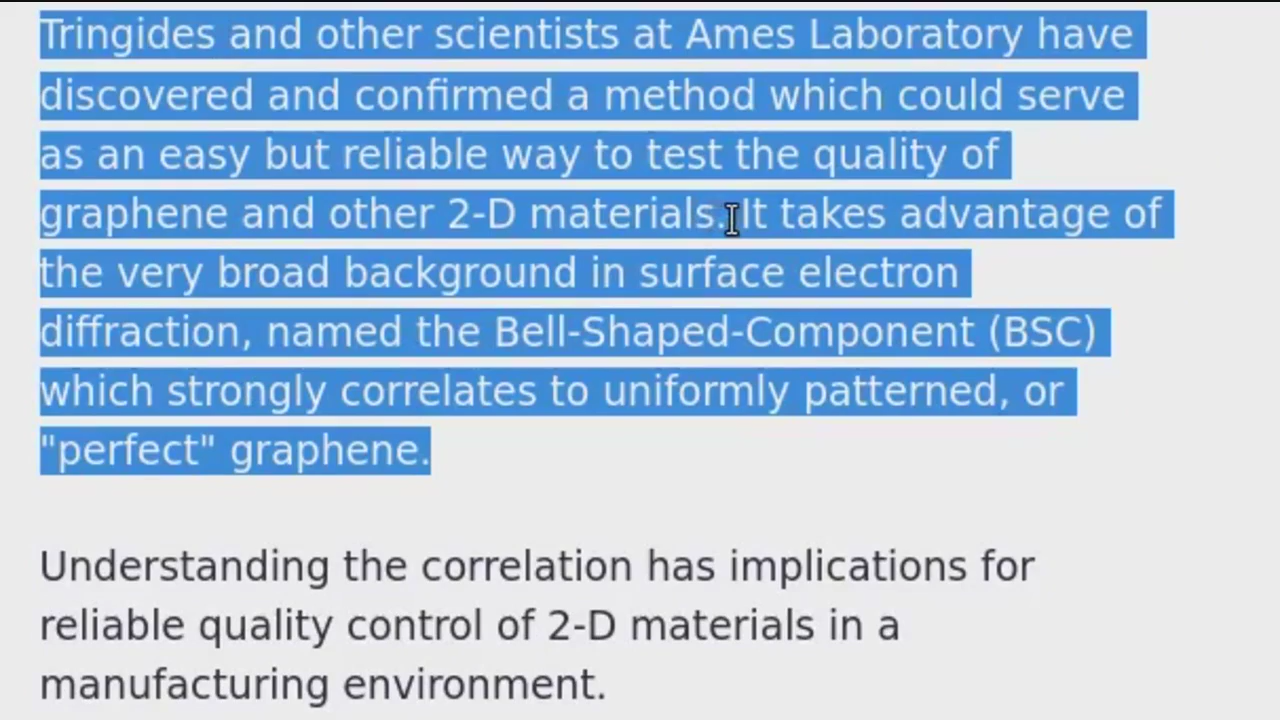 Tringides and other scientists at Ames Laboratory have
discovered and confirmed a method which could serve
as an easy but reliable way to test the quality of
graphene and other 2-D materials. It takes advantage of
the very broad background in surface electron
diffraction, named the Bell-Shaped-Component (BSC)
which strongly correlates to uniformly patterned, or
"perfect" graphene.
Understanding the correlation has implications for
reliable quality control of 2-D materials in a
manufacturing environment.